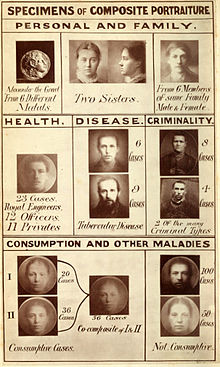 SPECIMENS OF COMPOSITE PORTRAITURE
PERSONAL AND FAMILY.
the Great
From 6 Different
Medals.
Two Sisters.
From 6 Members
of same Family
Male & Female.
HEALTH.
DISEASE.
CRIMINALITY.
23 Cases.
Royal Engineers,
12 Officers.
11 Privates
6
Cases
9
Cases
Tubercular Disease
8
Cases
4
Cases
2 Of the many
Criminal Types
CONSUMPTION AND OTHER MALADIES
I
20
Cases
II
36
Cases
Consumptive Cases.
56 Cases
Co-composite of I & II
100
Cases
50
Cases
Not Consumptive.